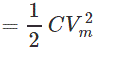 = 1/2 CV_m^2